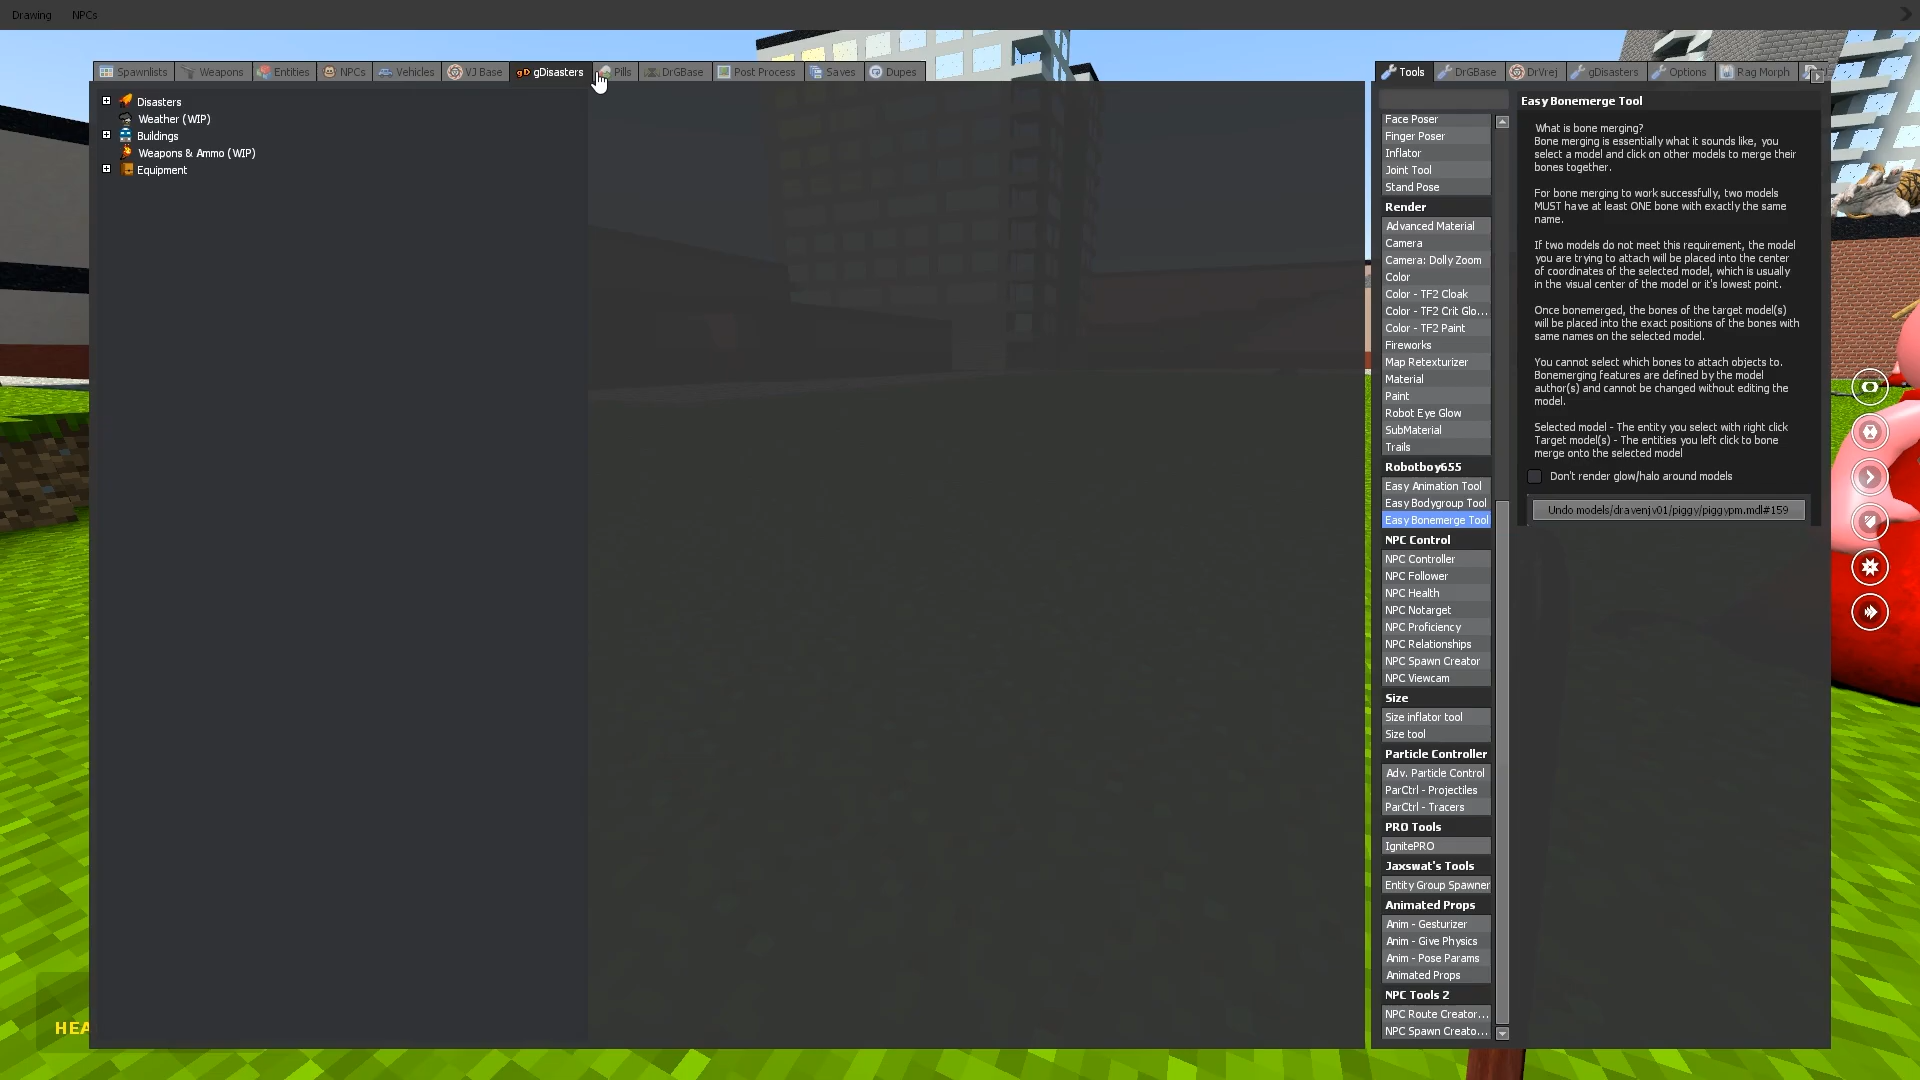 Drawing NPCs
Spawnlists Weapons Entities NPCs Vehicles VJ Base gDisasters Pills DrGBase Post Process Saves Dupes
Disasters
Weather (WIP)
Buildings
Weapons & Ammo (WIP)
Equipment
HEA
Tools DrGBase DrVrej gDisasters Options Rag Morph
Face Poser
Finger Poser
Inflator
Joint Tool
Stand Pose
Render
Advanced Material
Camera
Camera: Dolly Zoom
Color
Color - TF2 Cloak
Color - TF2 Crit Glo...
Color - TF2 Paint
Fireworks
Map Retexturizer
Material
Paint
Robot Eye Glow
SubMaterial
Trails
Robotboy655
Easy Animation Tool
Easy Bodygroup Tool
Easy Bonemerge Tool
NPC Control
NPC Controller
NPC Follower
NPC Health
NPC Notarget
NPC Proficiency
NPC Relationships
NPC Spawn Creator
NPC Viewcam
Size
Size inflator tool
Size tool
Particle Controller
Adv. Particle Control
ParCtrl - Projectiles
ParCtrl - Tracers
PRO Tools
IgnitePRO
Jaxswat's Tools
Entity Group Spawner
Animated Props
Anim - Gesturizer
Anim - Give Physics
Anim - Pose Params
Animated Props
NPC Tools 2
NPC Route Creator...
NPC Spawn Creato...
Easy Bonemerge Tool
What is bone merging?
Bone merging is essentially what it sounds like, you
select a model and click on other models to merge their
bones together.
For bone merging to work successfully, two models
MUST have at least ONE bone with exactly the same
name.
If two models do not meet this requirement, the model
you are trying to attach will be placed into the center
of coordinates of the selected model, which is usually
in the visual center of the model or it's lowest point.
Once bonemerged, the bones of the target model(s)
will be placed into the exact positions of the bones with
same names on the selected model.
You cannot select which bones to attach objects to.
Bonemerging features are defined by the model
author(s) and cannot be changed without editing the
model.
Selected model - The entity you select with right click
Target model(s) - The entities you left click to bone
merge onto the selected model
Don't render glow/halo around models
Undo models/dravenjv01/piggy/piggypm.mdl#159